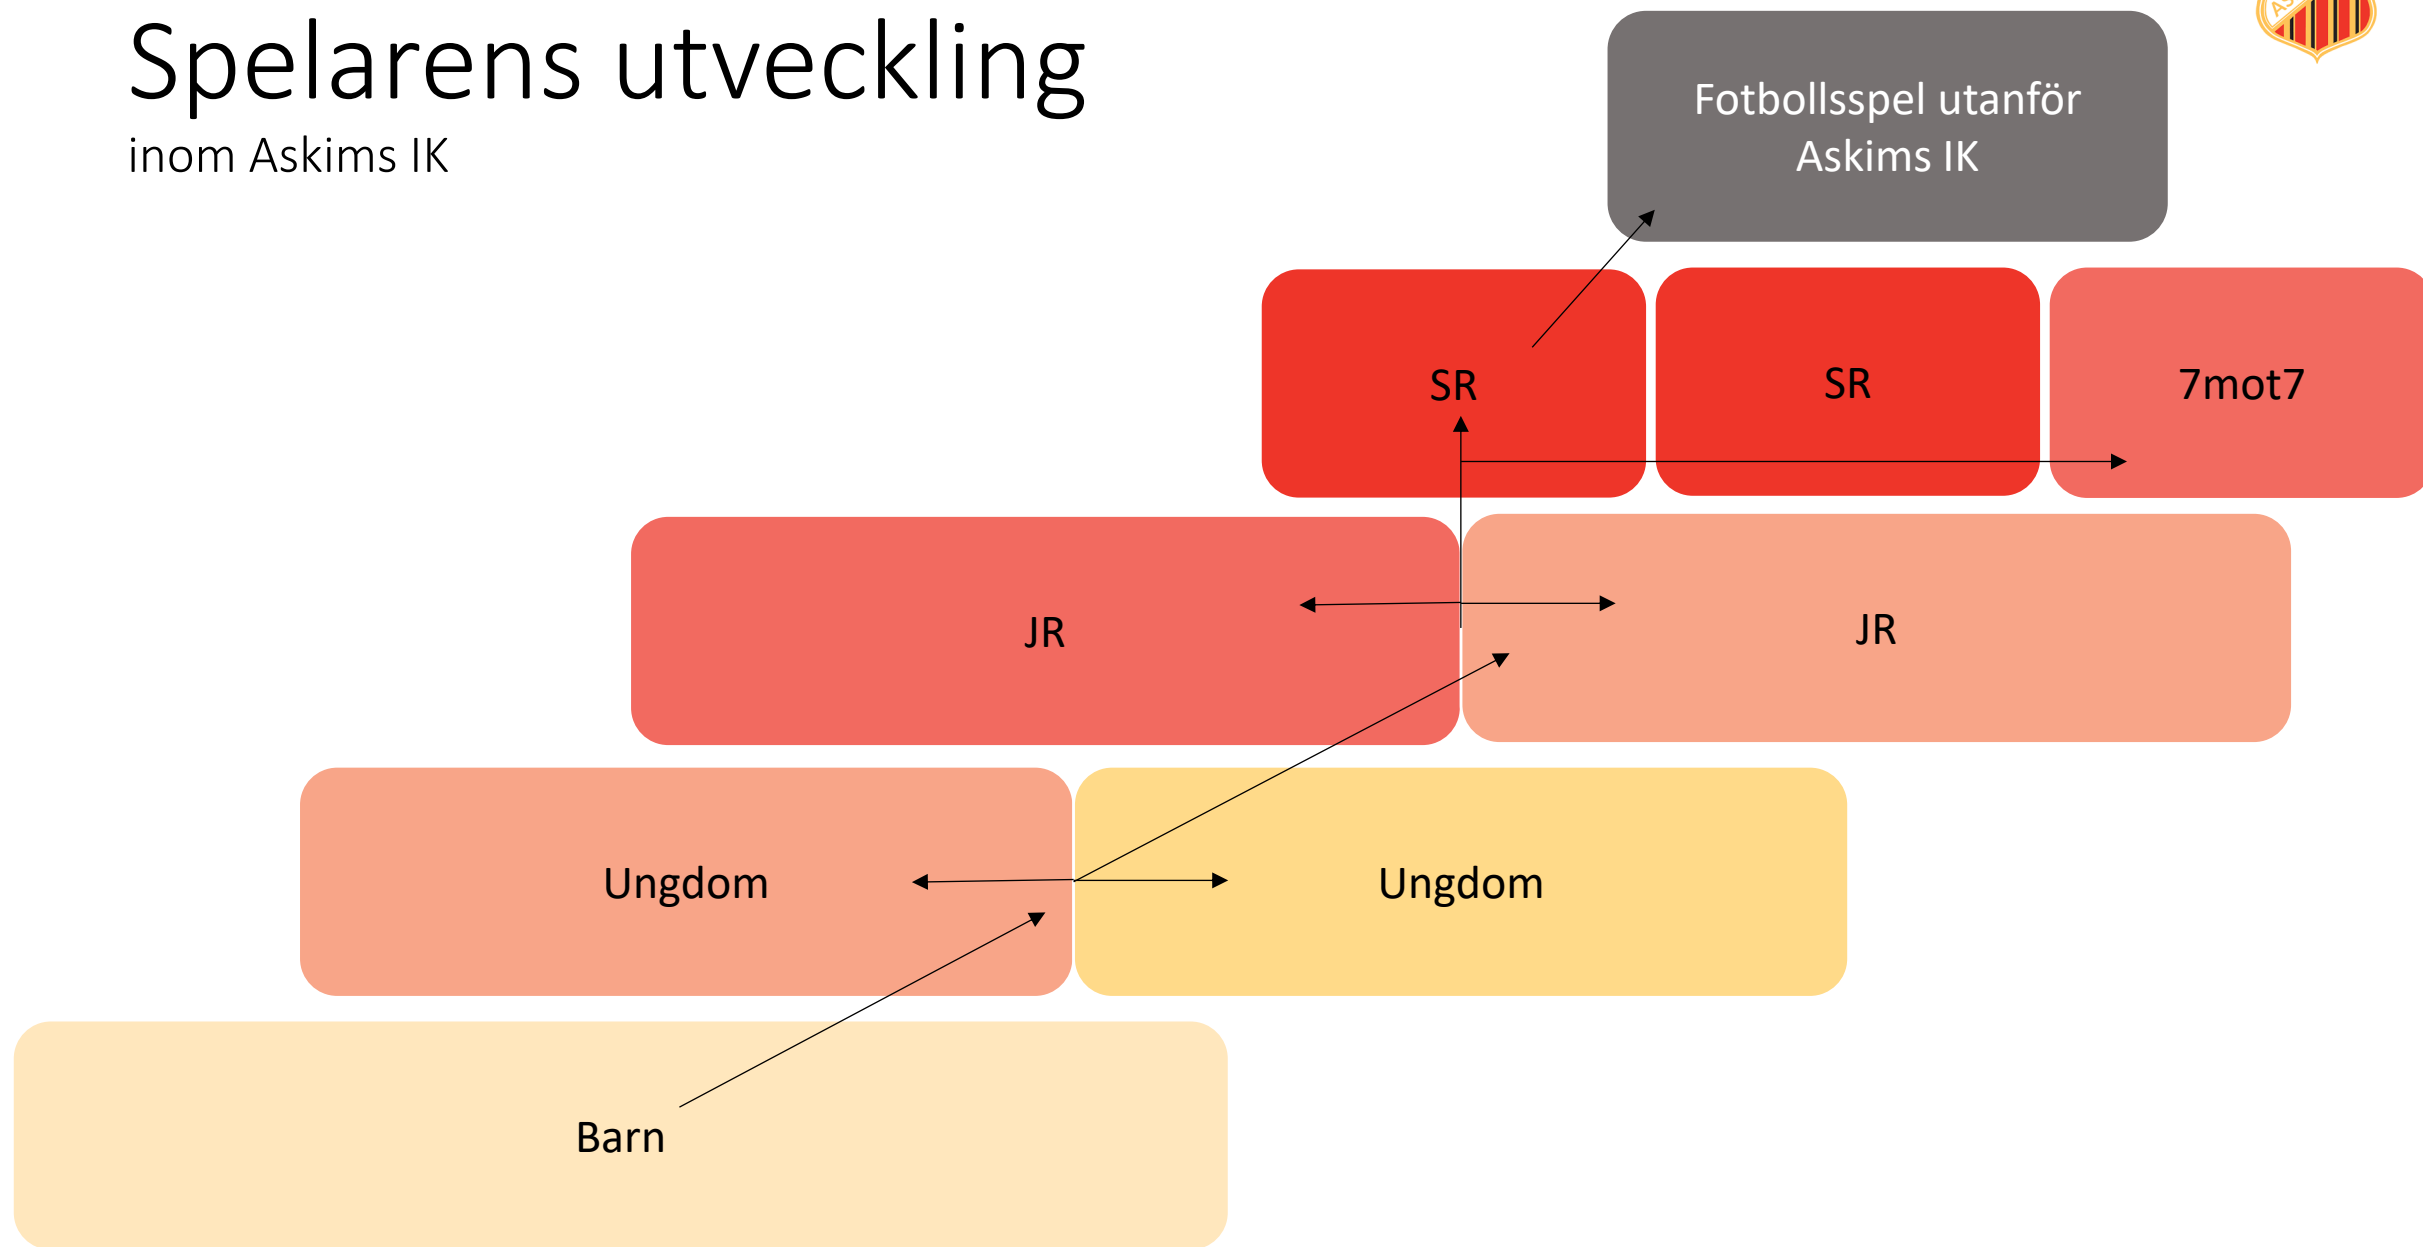 Spelarens utveckling
inom Askims IK
Fotbollsspel utanför
Askims IK
SR
SR
7mot7
JR
JR
Ungdom
Ungdom
Barn